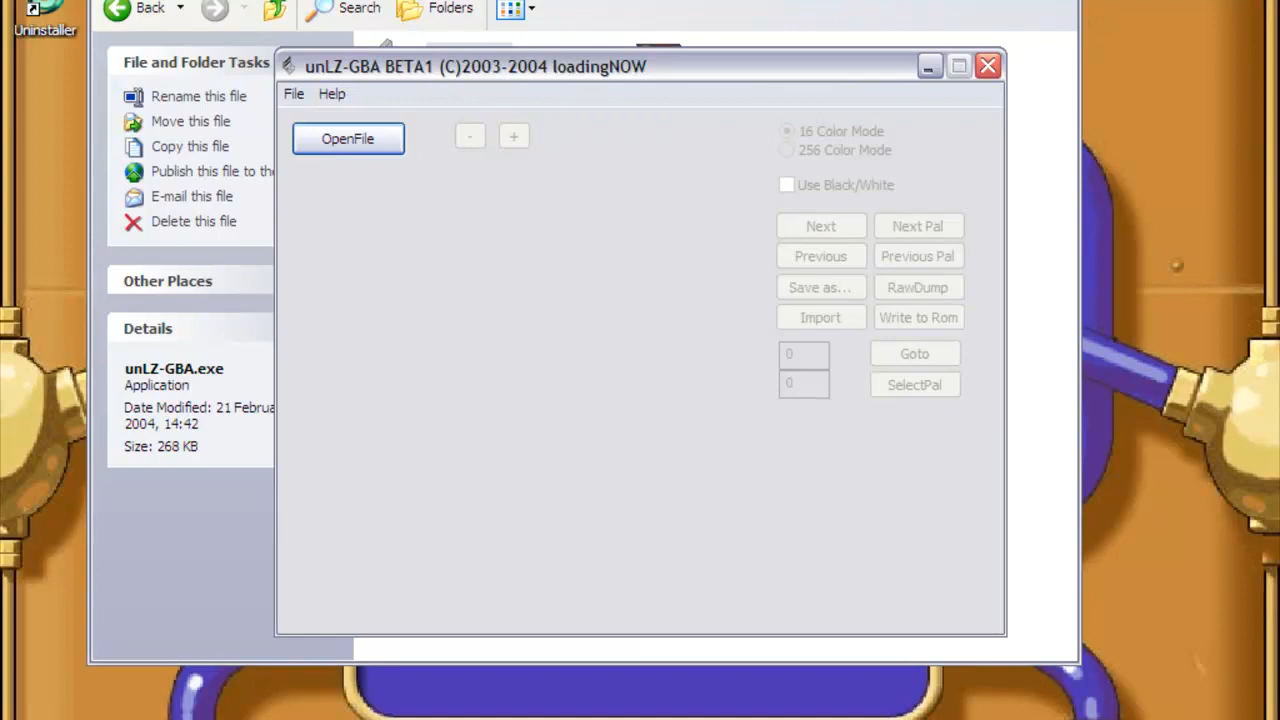 Uninstaller
Back
Search
Folders
unLZ-GBA BETA1 (C)2003-2004 loadingNOW
File Help
OpenFile
-
+
16 Color Mode
256 Color Mode
Use Black/White
Next
Next Pal
Previous
Previous Pal
Save as...
RawDump
Import
Write to Rom
0
Goto
0
SelectPal
File and Folder Tasks
Rename this file
Move this file
Copy this file
Publish this file to the
E-mail this file
Delete this file
Other Places
Details
unLZ-GBA.exe
Application
Date Modified: 21 Februa
2004, 14:42
Size: 268 KB